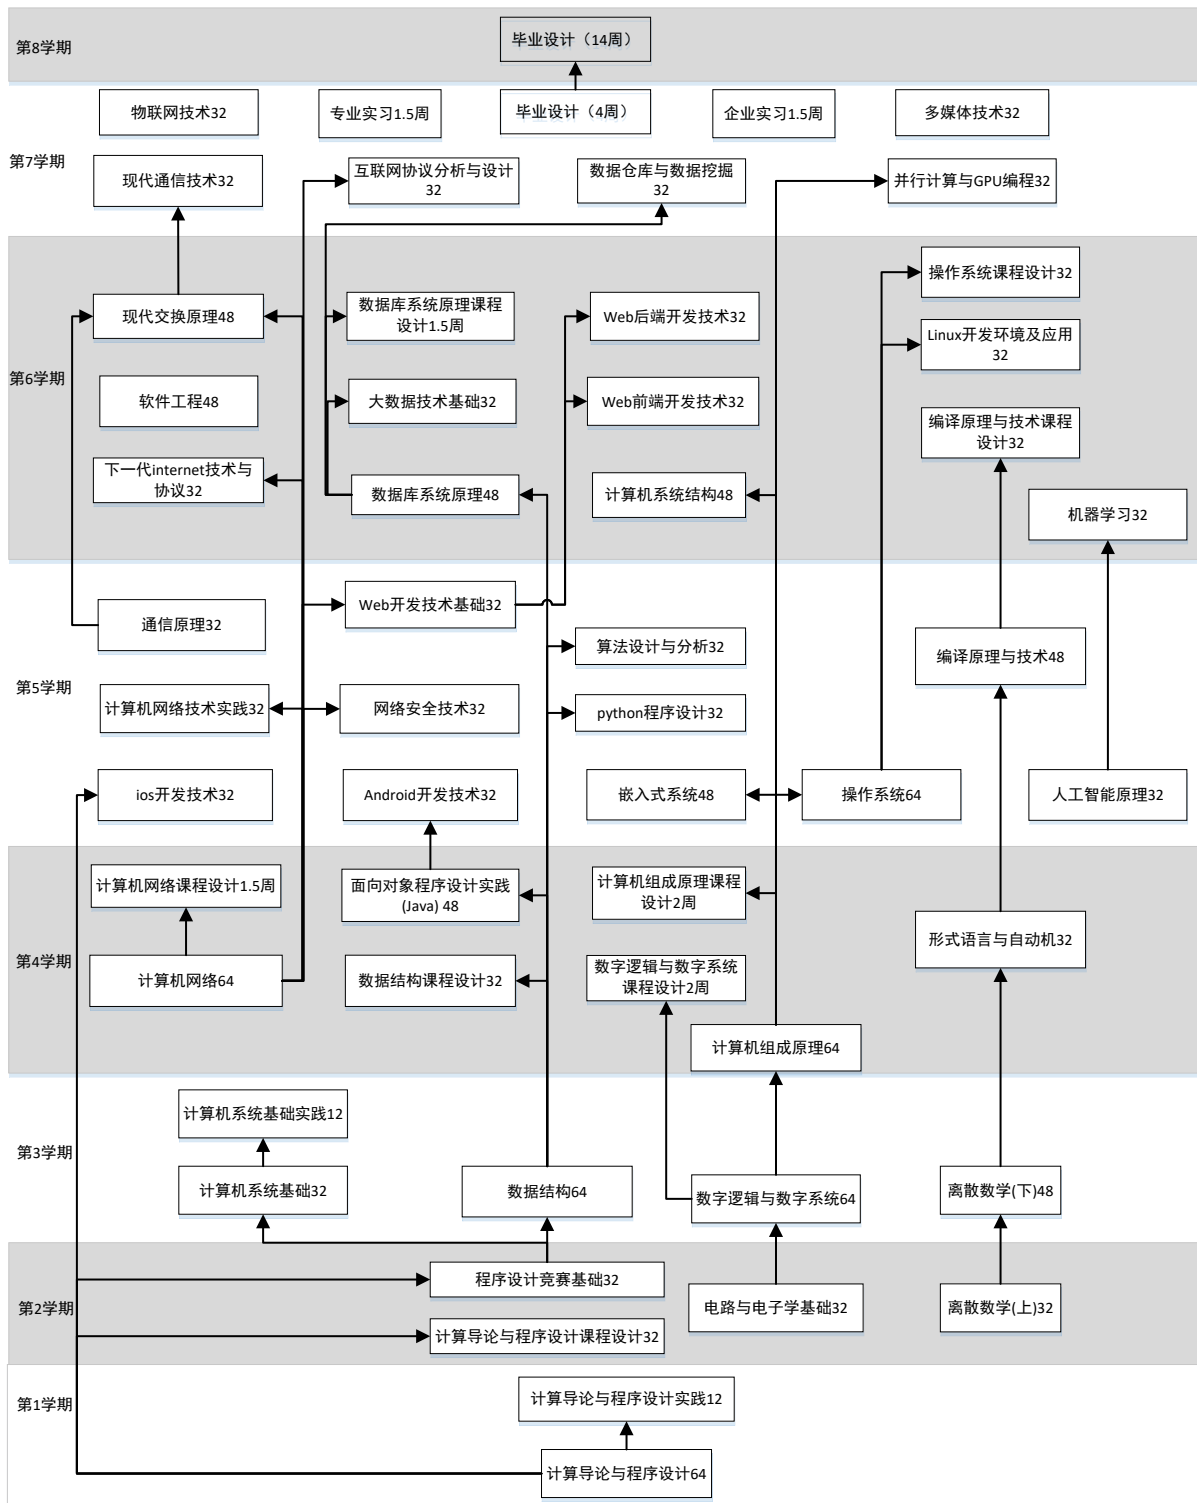 第8学期
毕业设计（14周）
物联网技术32
专业实习1.5周
毕业设计（4周）
企业实习1.5周
多媒体技术32
第7学期
现代通信技术32
互联网协议分析与设计
32
数据仓库与数据挖掘
32
并行计算与GPU编程32
操作系统课程设计32
现代交换原理48
数据库系统原理课程
设计1.5周
Web后端开发技术32
Linux开发环境及应用
32
第6学期
软件工程48
大数据技术基础32
Web前端开发技术32
编译原理与技术课程
设计32
下一代internet技术与
协议32
数据库系统原理48
计算机系统结构48
机器学习32
通信原理32
Web开发技术基础32
算法设计与分析32
编译原理与技术48
第5学期
计算机网络技术实践32
网络安全技术32
python程序设计32
ios开发技术32
Android开发技术32
嵌入式系统48
操作系统64
人工智能原理32
计算机网络课程设计1.5周
面向对象程序设计实践
(Java) 48
计算机组成原理课程
设计2周
形式语言与自动机32
第4学期
计算机网络64
数据结构课程设计32
数字逻辑与数字系统
课程设计2周
计算机组成原理64
计算机系统基础实践12
第3学期
计算机系统基础32
数据结构64
数字逻辑与数字系统64
离散数学(下)48
程序设计竞赛基础32
第2学期
电路与电子学基础32
离散数学(上)32
计算导论与程序设计课程设计32
第1学期
计算导论与程序设计实践12
计算导论与程序设计64